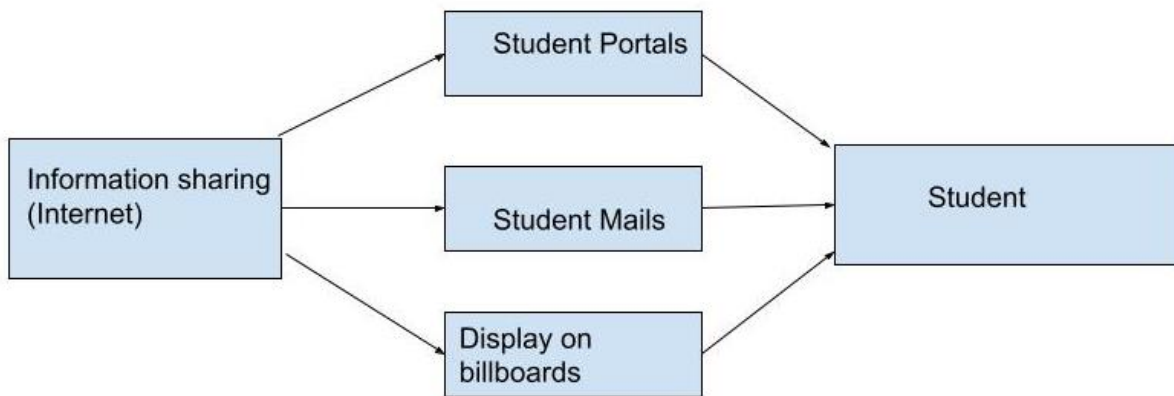 Student Portals
Information sharing
(Internet)
Student Mails
Student
Display on
billboards